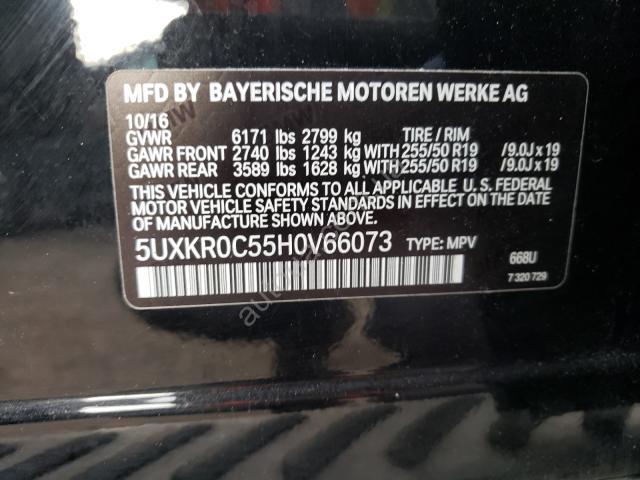 MFD BY BAYERISCHE MOTOREN WERKE AG
10/16
GVWR 6171 lbs 2799 kg TIRE / RIM
GAWR FRONT 2740 lbs 1243 kg WITH 255/50 R19 /9.0J x 19
GAWR REAR 3589 lbs 1628 kg WITH 255/50 R19 /9.0J x 19
THIS VEHICLE CONFORMS TO ALL APPLICABLE U. S. FEDERAL
MOTOR VEHICLE SAFETY STANDARDS IN EFFECT ON THE DATE
OF MANUFACTURE SHOWN ABOVE.
5UXKR0C55H0V66073 TYPE: MPV 668U
7 320 729